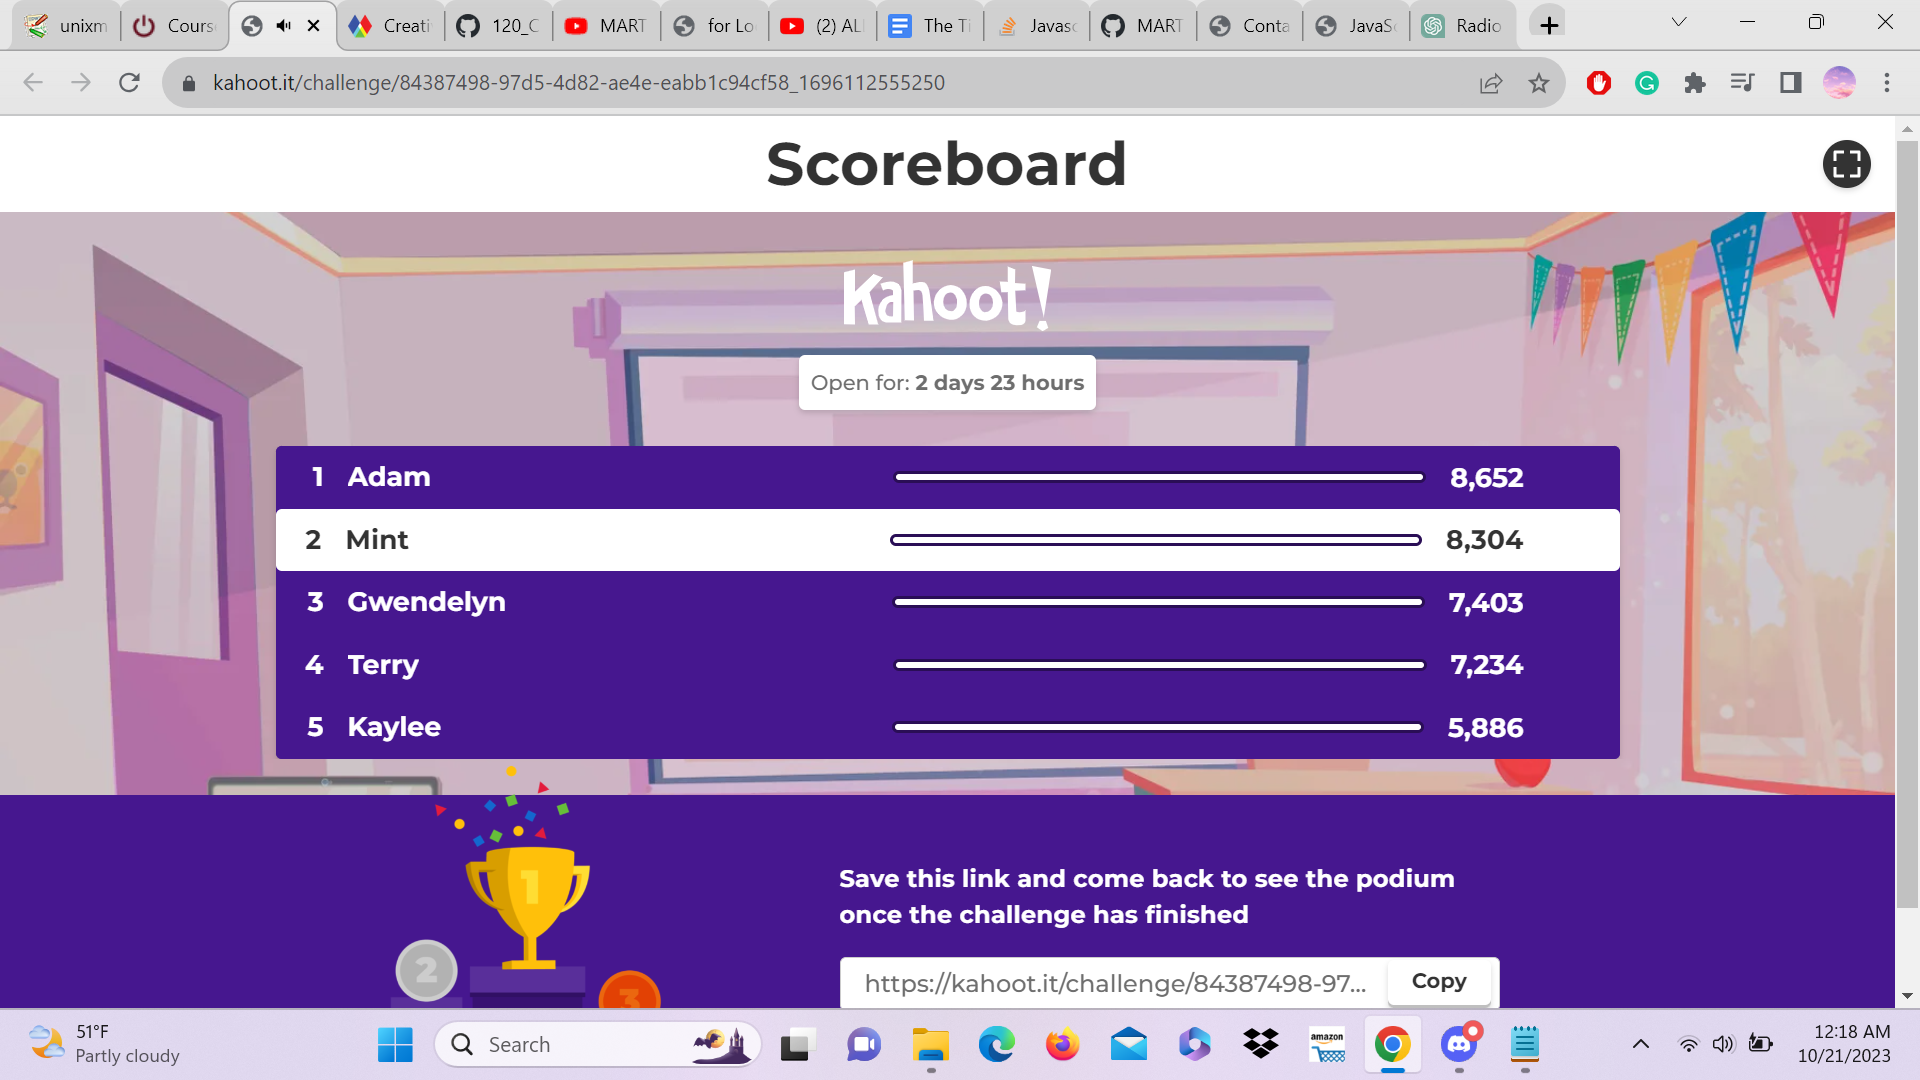 unixm Cours Creati 120_C MART for Lo (2) AL The Ti Javasc MART Conta JavaSc Radio
kahoot.it/challenge/84387498-97d5-4d82-ae4e-eabb1c94cf58_1696112555250
Scoreboard
Kahoot!
Open for: 2 days 23 hours
1 Adam 8,652
2 Mint 8,304
3 Gwendelyn 7,403
4 Terry 7,234
5 Kaylee 5,886
1
2
3
Save this link and come back to see the podium
once the challenge has finished
https://kahoot.it/challenge/84387498-97... Copy
51°F
Partly cloudy
Search
amazon
12:18 AM
10/21/2023